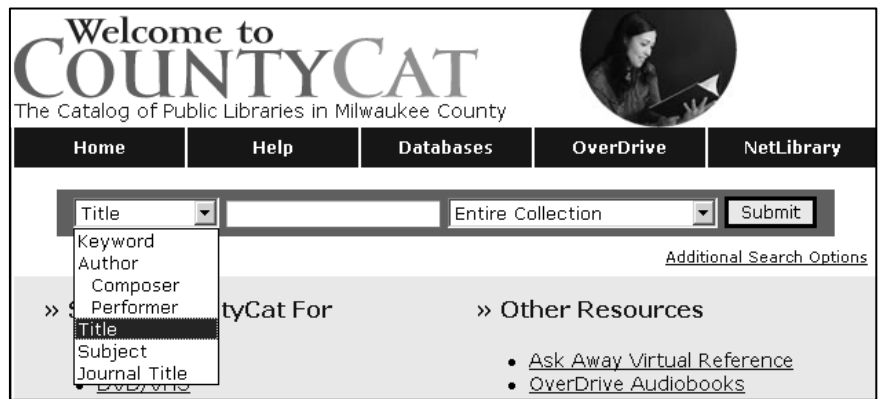 Welcome to
COUNTYCAT
The Catalog of Public Libraries in Milwaukee County
Home Help Databases OverDrive NetLibrary
Title Entire Collection Submit
Keyword
Author
Composer
Performer
Title
Subject
Journal Title
Additional Search Options
» tyCat For
» Other Resources
• Ask Away Virtual Reference
• OverDrive Audiobooks